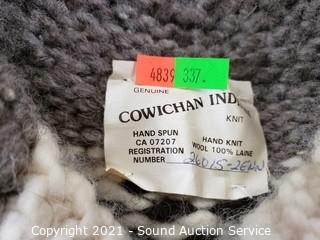 4839 337.
GENUINE
COWICHAN IND
KNIT
HAND SPUN HAND KNIT
CA 07207 WOOL 100% LAINE
REGISTRATION
NUMBER
Copyright 2021 - Sound Auction Service